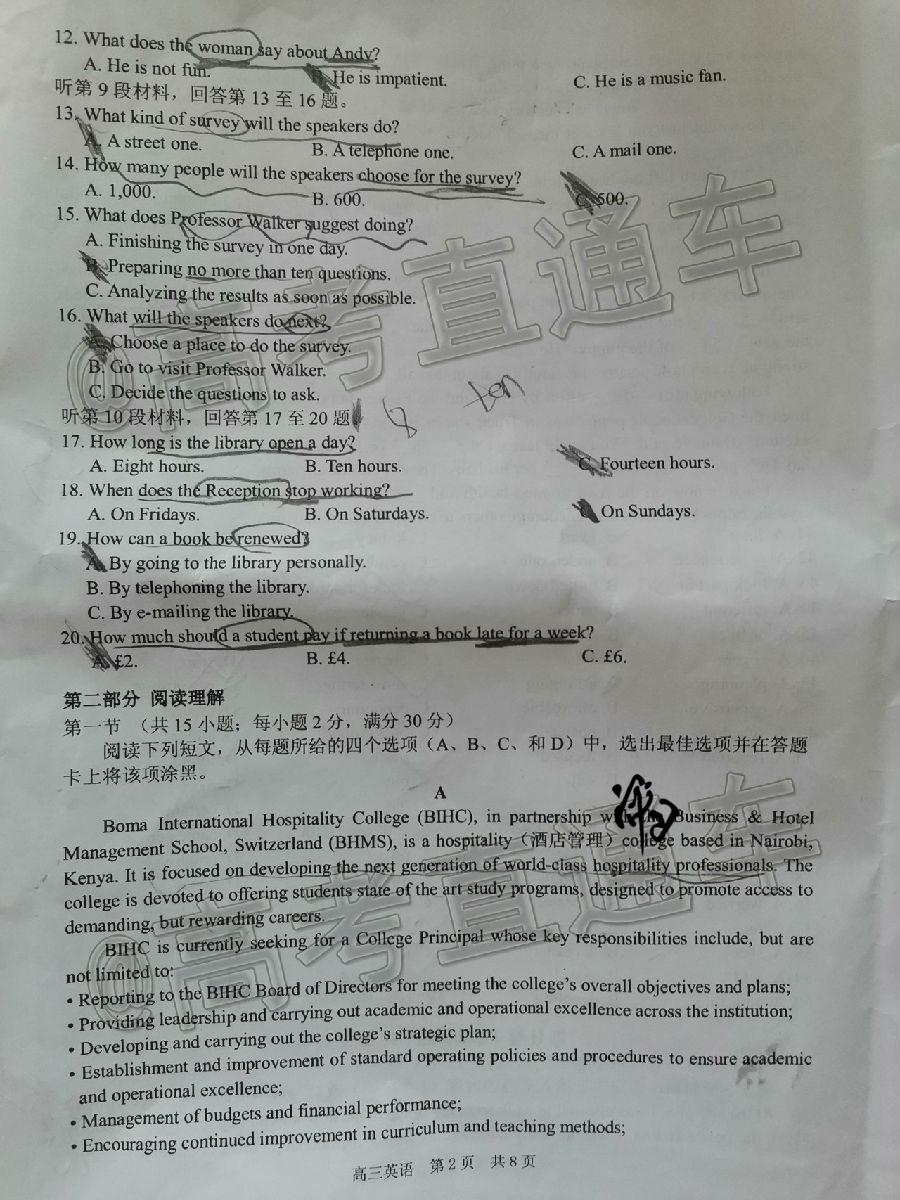 12. What does the woman say about Andy?
A. He is not fun. B. He is impatient. C. He is a music fan.
听第 9 段材料，回答第 13 至 16 题。
13. What kind of survey will the speakers do?
A. A street one. B. A telephone one. C. A mail one.
14. How many people will the speakers choose for the survey?
A. 1,000. B. 600. C. 500.
15. What does Professor Walker suggest doing?
A. Finishing the survey in one day.
B. Preparing no more than ten questions.
C. Analyzing the results as soon as possible.
16. What will the speakers do next?
A. Choose a place to do the survey.
B. Go to visit Professor Walker.
C. Decide the questions to ask.
8 ten
听第 10 段材料，回答第 17 至 20 题
17. How long is the library open a day?
A. Eight hours. B. Ten hours. C. Fourteen hours.
18. When does the Reception stop working?
A. On Fridays. B. On Saturdays. C. On Sundays.
19. How can a book be renewed?
A. By going to the library personally.
B. By telephoning the library.
C. By e-mailing the library.
20. How much should a student pay if returning a book late for a week?
A. £2. B. £4. C. £6.
第二部分 阅读理解
第一节 （共 15 小题；每小题 2 分，满分 30 分）
阅读下列短文，从每题所给的四个选项（A、B、C、和 D）中，选出最佳选项并在答题
卡上将该项涂黑。
A
Boma International Hospitality College (BIHC), in partnership Business & Hotel
Management School, Switzerland (BHMS), is a hospitality（酒店管理）college based in Nairobi,
Kenya. It is focused on developing the next generation of world-class hospitality professionals. The
college is devoted to offering students state of the art study programs, designed to promote access to
demanding, but rewarding careers.
BIHC is currently seeking for a College Principal whose key responsibilities include, but are
not limited to:
• Reporting to the BIHC Board of Directors for meeting the college's overall objectives and plans;
• Providing leadership and carrying out academic and operational excellence across the institution;
• Developing and carrying out the college's strategic plan;
• Establishment and improvement of standard operating policies and procedures to ensure academic
and operational excellence;
• Management of budgets and financial performance;
• Encouraging continued improvement in curriculum and teaching methods;
高三英语 第 2 页 共 8 页
@高考直通车
@高考直通车